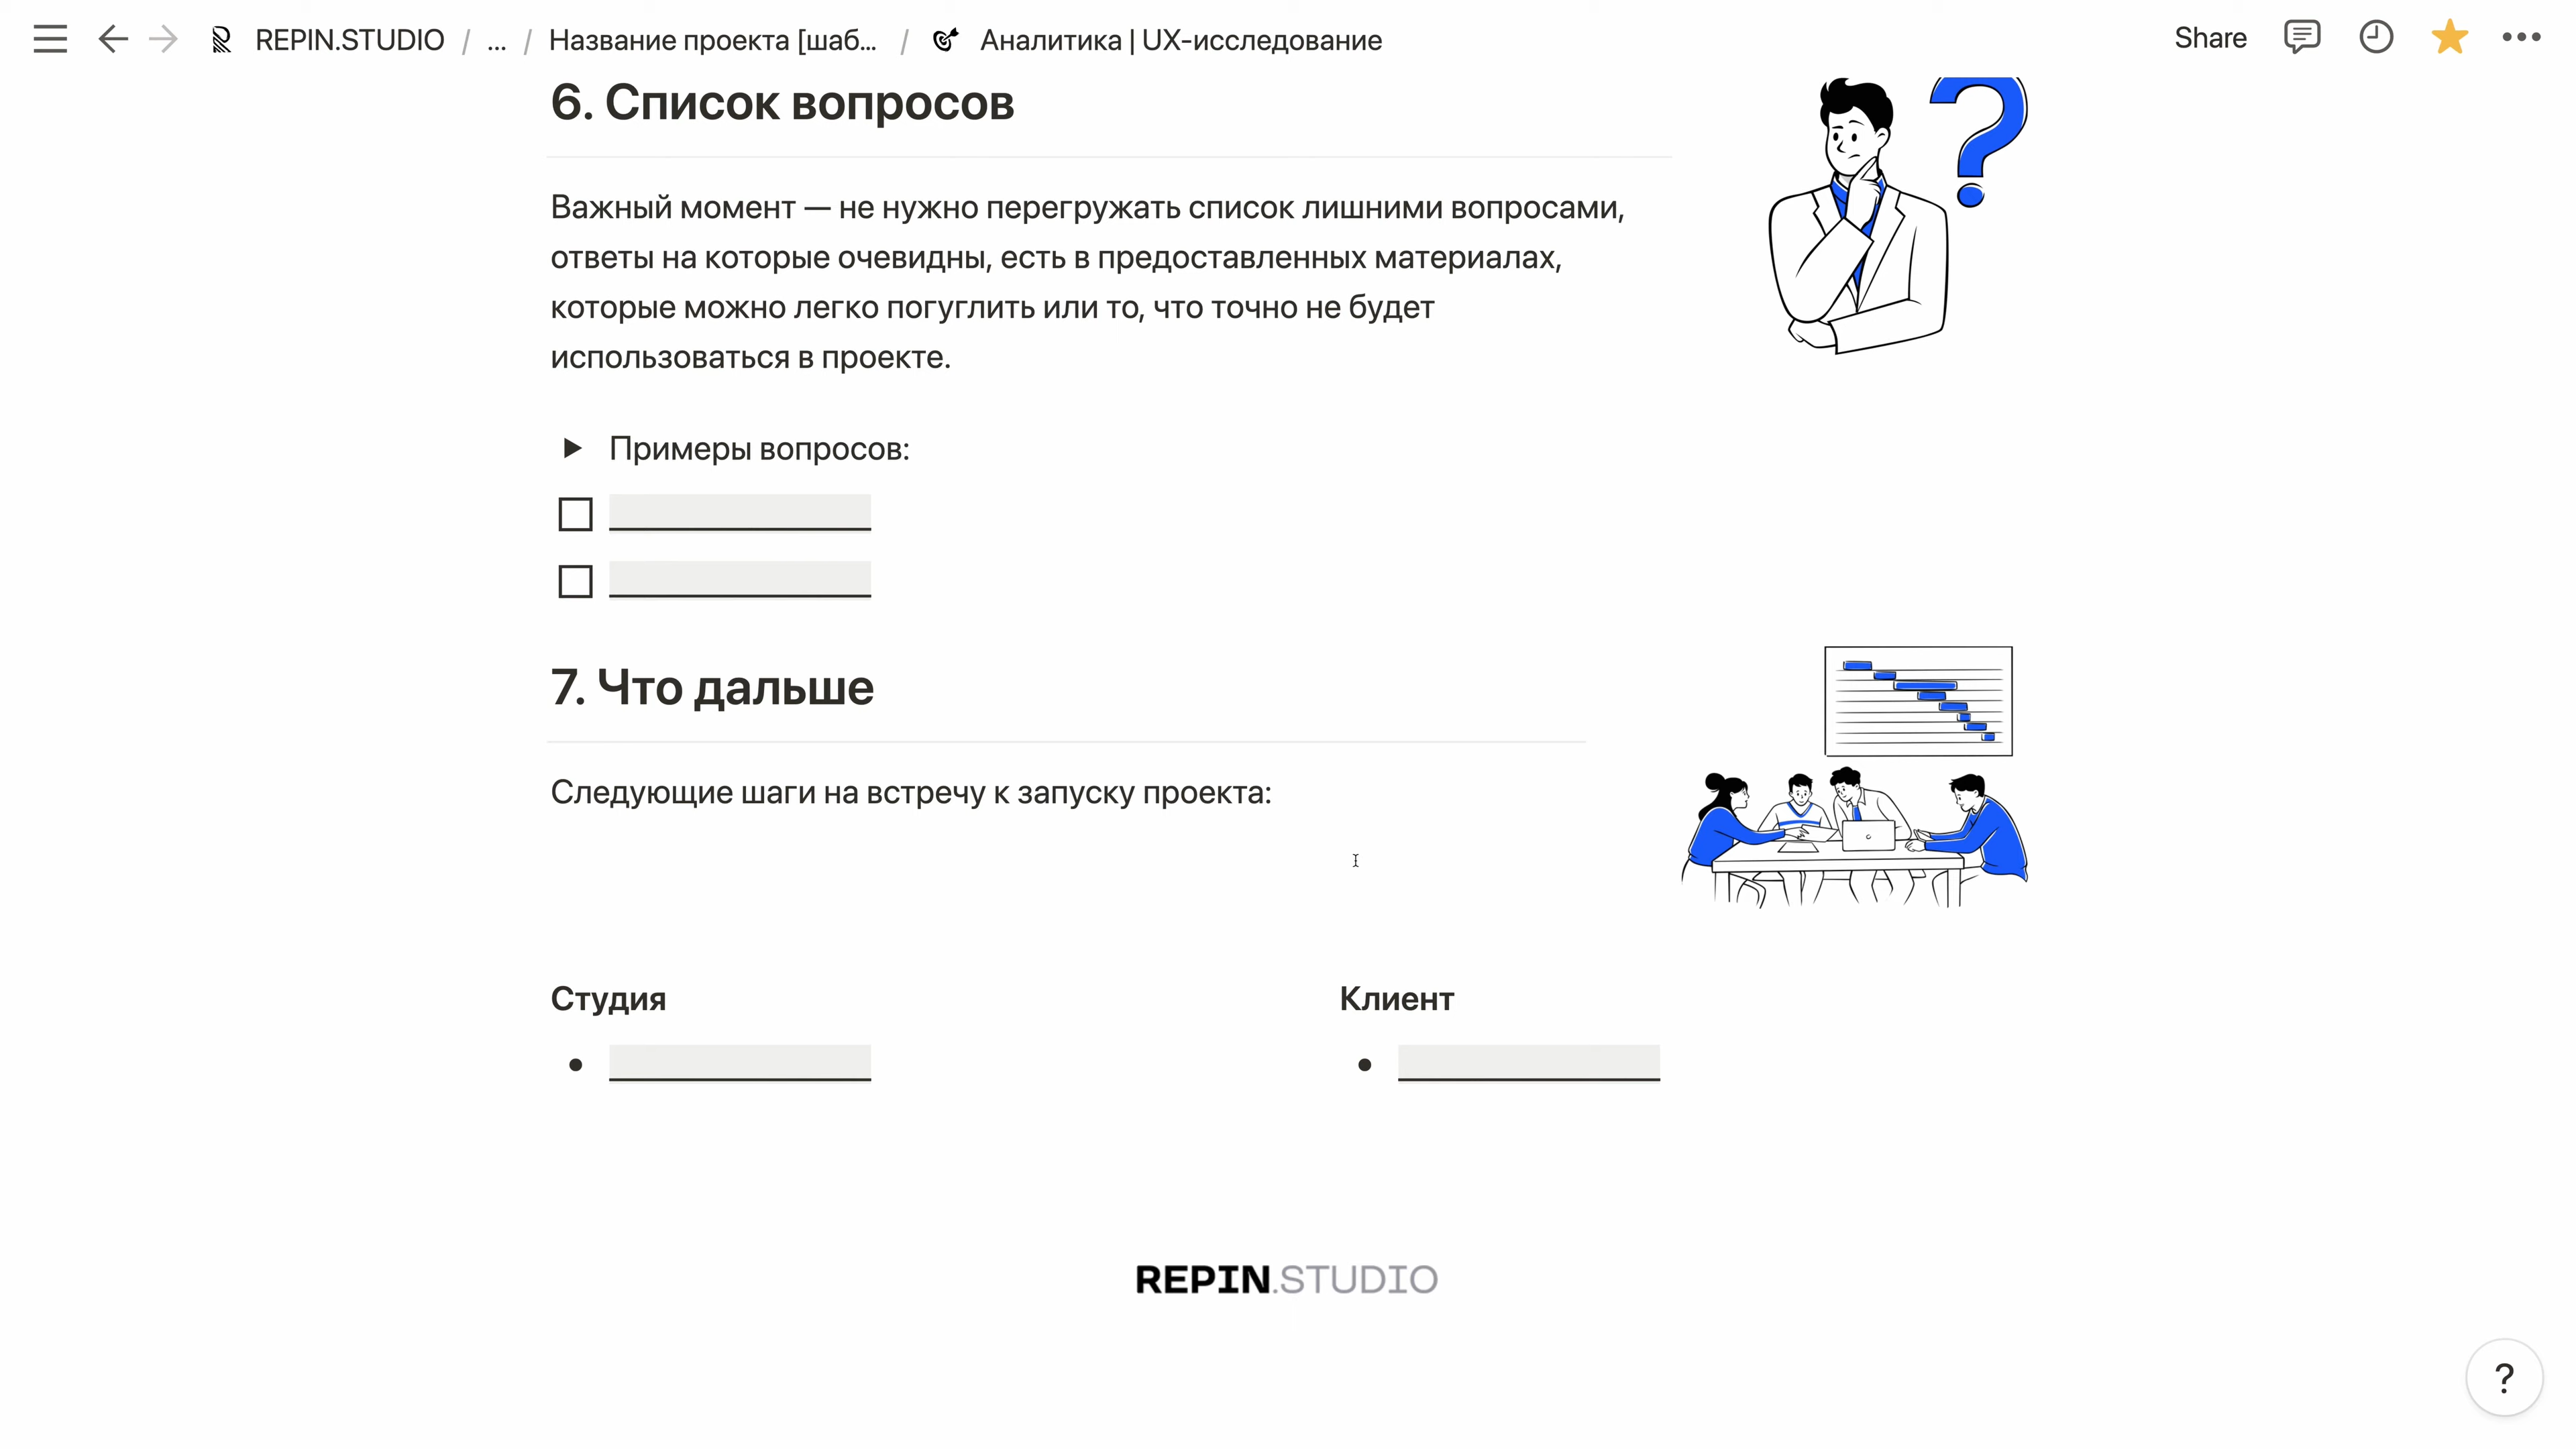 REPIN.STUDIO / ... / Название проекта [шаб... / Аналитика | UX-исследование
Share
6. Список вопросов
Важный момент — не нужно перегружать список лишними вопросами,
ответы на которые очевидны, есть в предоставленных материалах,
которые можно легко погуглить или то, что точно не будет
использоваться в проекте.
Примеры вопросов:
7. Что дальше
Следующие шаги на встречу к запуску проекта:
Студия
Клиент
REPIN.STUDIO
?